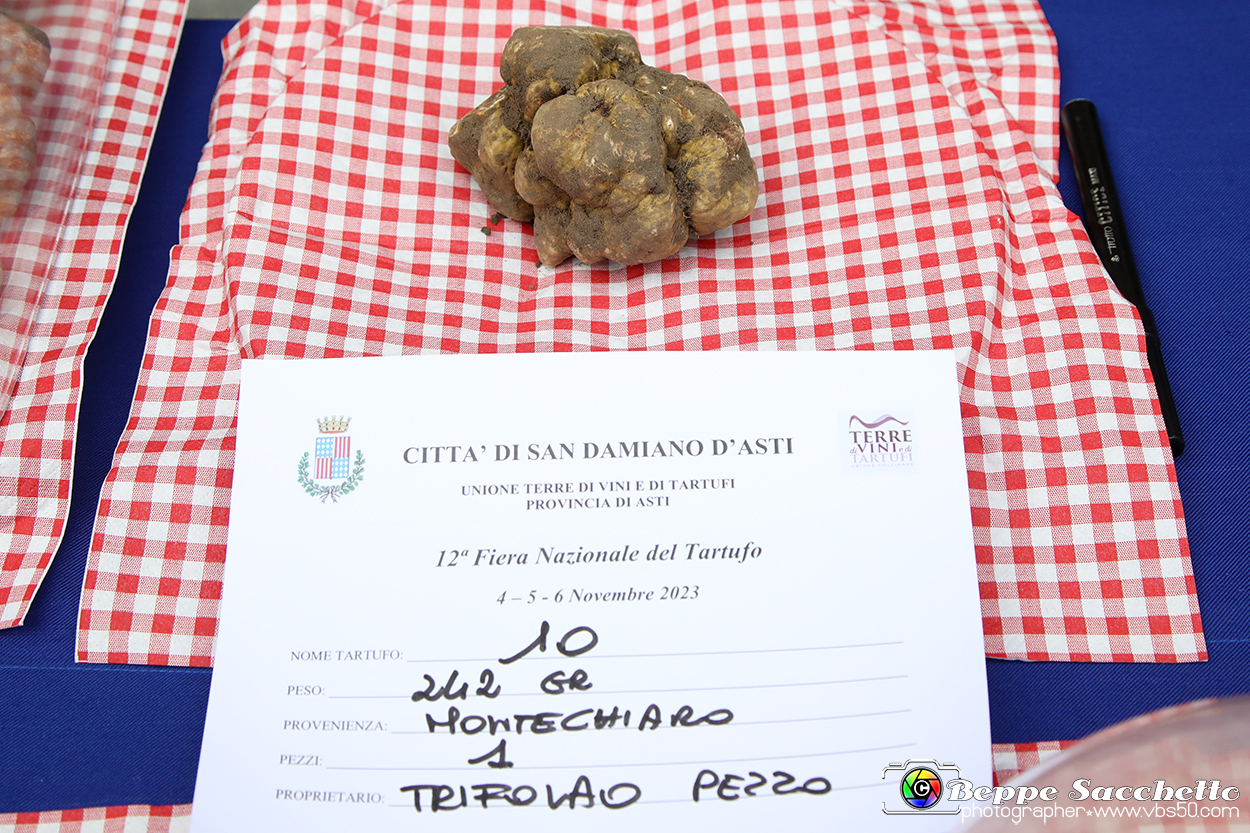 CITTA' DI SAN DAMIANO D'ASTI
TERRE
di VINI e di
TARTUFI
UNIONE TERRE DI VINI E DI TARTUFI
PROVINCIA DI ASTI
12ª Fiera Nazionale del Tartufo
4 – 5 - 6 Novembre 2023
NOME TARTUFO: 10
PESO: 242 GR
PROVENIENZA: MONTECHIARO
PEZZI: 1
PROPRIETARIO: TRIFOLAO PEZZO
Beppe Sacchetto
photographer★www.vbs50.com